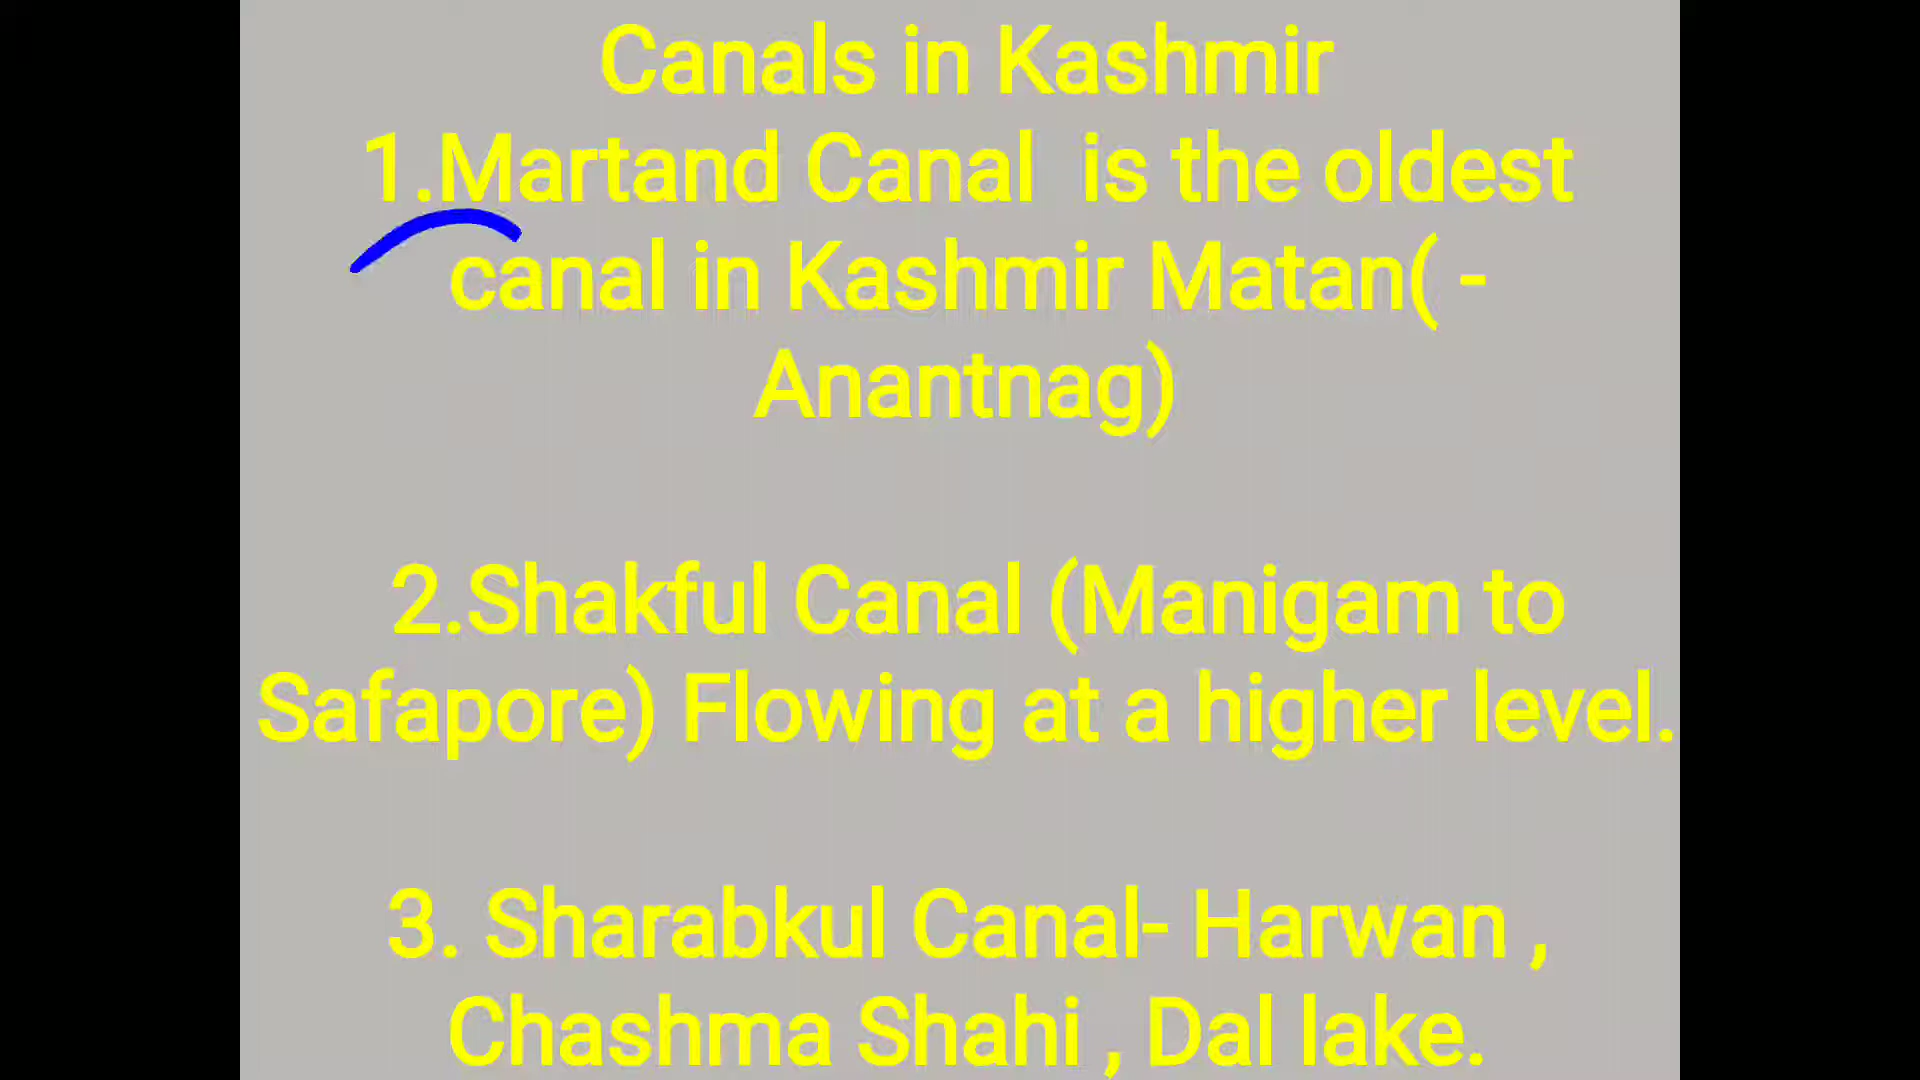 Canals in Kashmir
1.Martand Canal  is the oldest
canal in Kashmir Matan( -
Anantnag)
2.Shakful Canal (Manigam to
Safapore) Flowing at a higher level.
3. Sharabkul Canal- Harwan ,
Chashma Shahi , Dal lake.